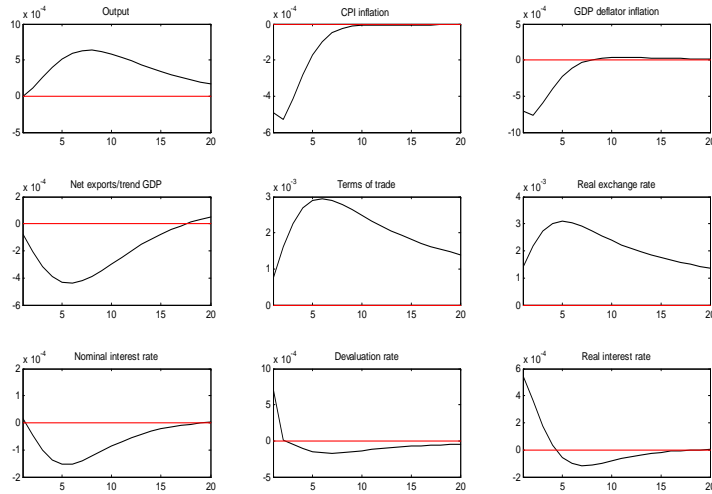 x 10^-4 Output
5
0
-5
5 10 15 20
x 10^-4 CPI inflation
0
-2
-4
-6
5 10 15 20
x 10^-4 GDP deflator inflation
5
0
-5
-10
5 10 15 20
x 10^-4 Net exports/trend GDP
2
0
-2
-4
-6
5 10 15 20
x 10^-3 Terms of trade
3
2
1
0
5 10 15 20
x 10^-3 Real exchange rate
4
3
2
1
0
5 10 15 20
x 10^-4 Nominal interest rate
2
1
0
-1
-2
5 10 15 20
x 10^-4 Devaluation rate
10
5
0
-5
5 10 15 20
x 10^-4 Real interest rate
6
4
2
0
-2
5 10 15 20